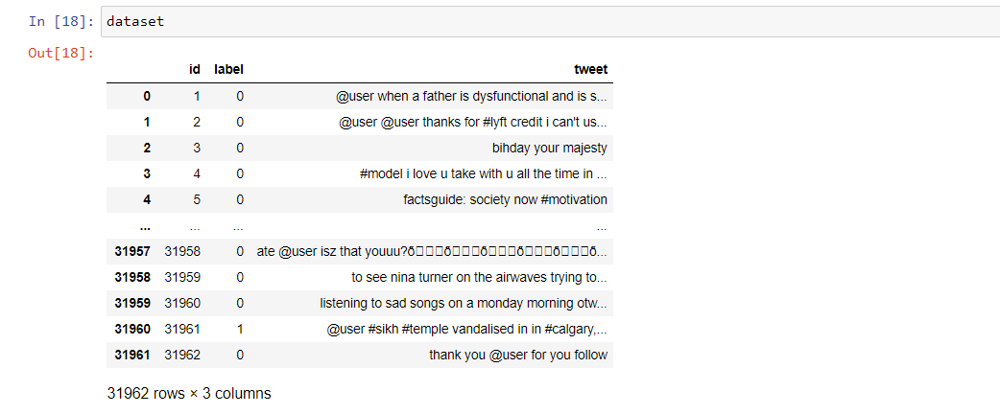 In [18]: dataset
Out[18]:
id label tweet
0 1 0 @user when a father is dysfunctional and is s...
1 2 0 @user @user thanks for #lyft credit i can't us...
2 3 0 bihday your majesty
3 4 0 #model i love u take with u all the time in ...
4 5 0 factsguide: society now #motivation
... ... ... ...
31957 31958 0 ate @user isz that youuu?ð□□□ð□□□ð□□□ð□□□ð□□□ð...
31958 31959 0 to see nina turner on the airwaves trying to...
31959 31960 0 listening to sad songs on a monday morning otw...
31960 31961 1 @user #sikh #temple vandalised in in #calgary,...
31961 31962 0 thank you @user for you follow
31962 rows × 3 columns